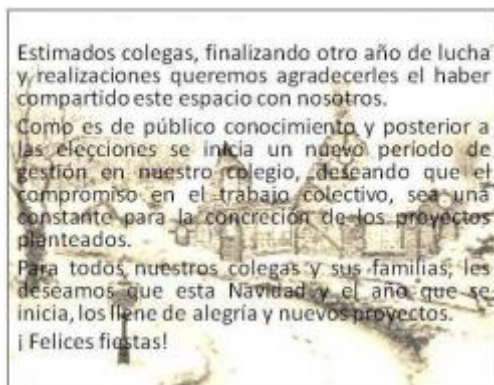 Estimados colegas, finalizando otro año de lucha
y realizaciones queremos agradecerles el haber
compartido este espacio con nosotros.
Como es de público conocimiento y posterior a
las elecciones se inicia un nuevo periodo de
gestión en nuestro colegio, deseando que el
compromiso en el trabajo colectivo, sea una
constante para la concreción de los proyectos
planteados.
Para todos nuestros colegas y sus familias, les
deseamos que esta Navidad y el año que se
inicia, los llene de alegría y nuevos proyectos.
¡ Felices fiestas!